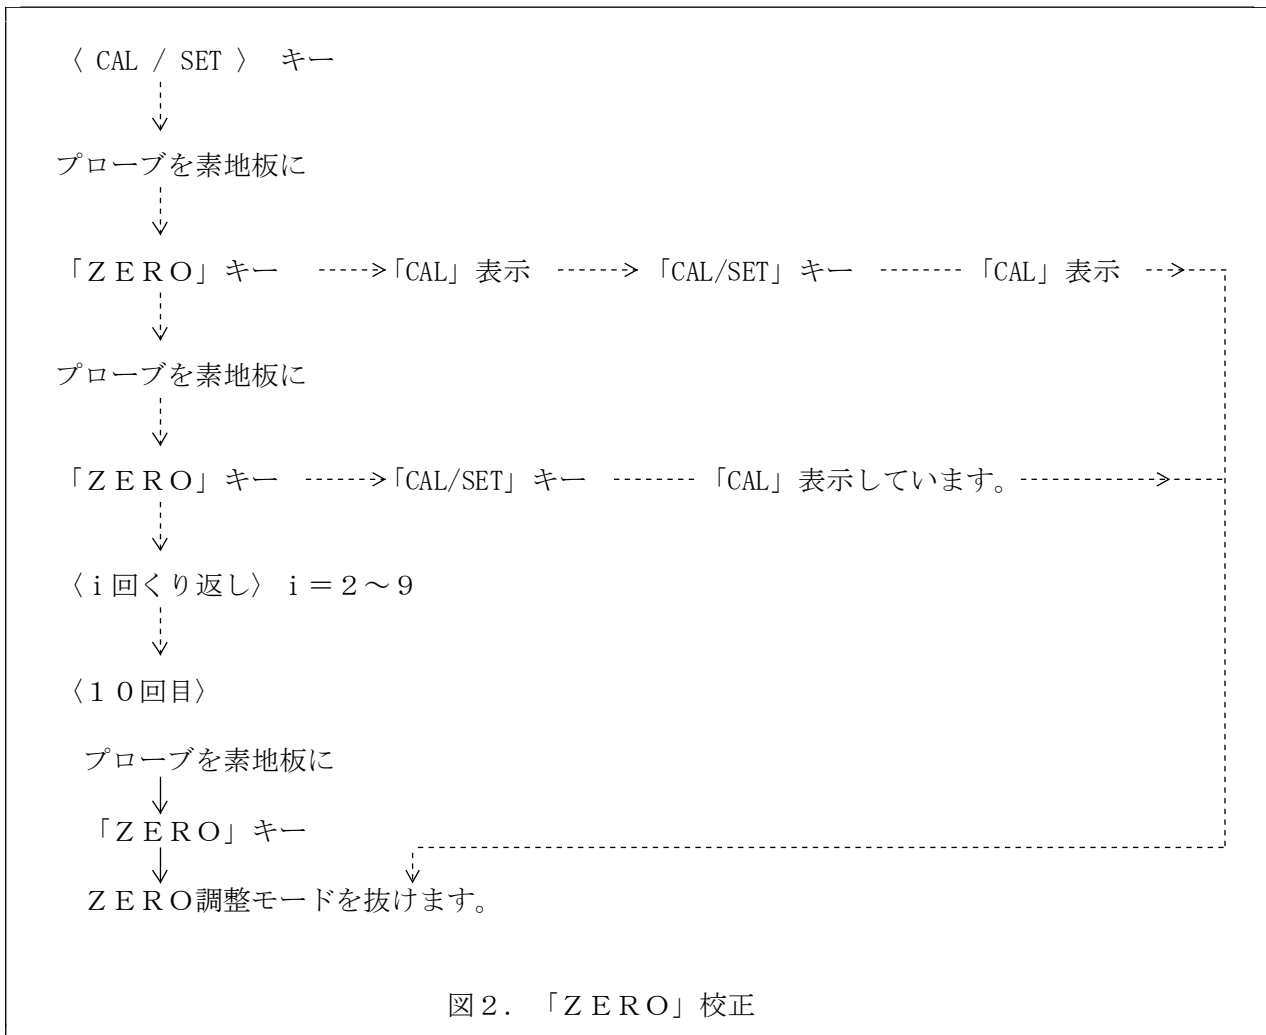 〈 CAL / SET 〉 キー
プローブを素地板に
「ＺＥＲＯ」キー 「CAL」表示 「CAL/SET」キー 「CAL」表示
プローブを素地板に
「ＺＥＲＯ」キー 「CAL/SET」キー 「CAL」表示しています。
〈ｉ回くり返し〉ｉ＝２～９
〈１０回目〉
プローブを素地板に
「ＺＥＲＯ」キー
ＺＥＲＯ調整モードを抜けます。
図２．「ＺＥＲＯ」校正